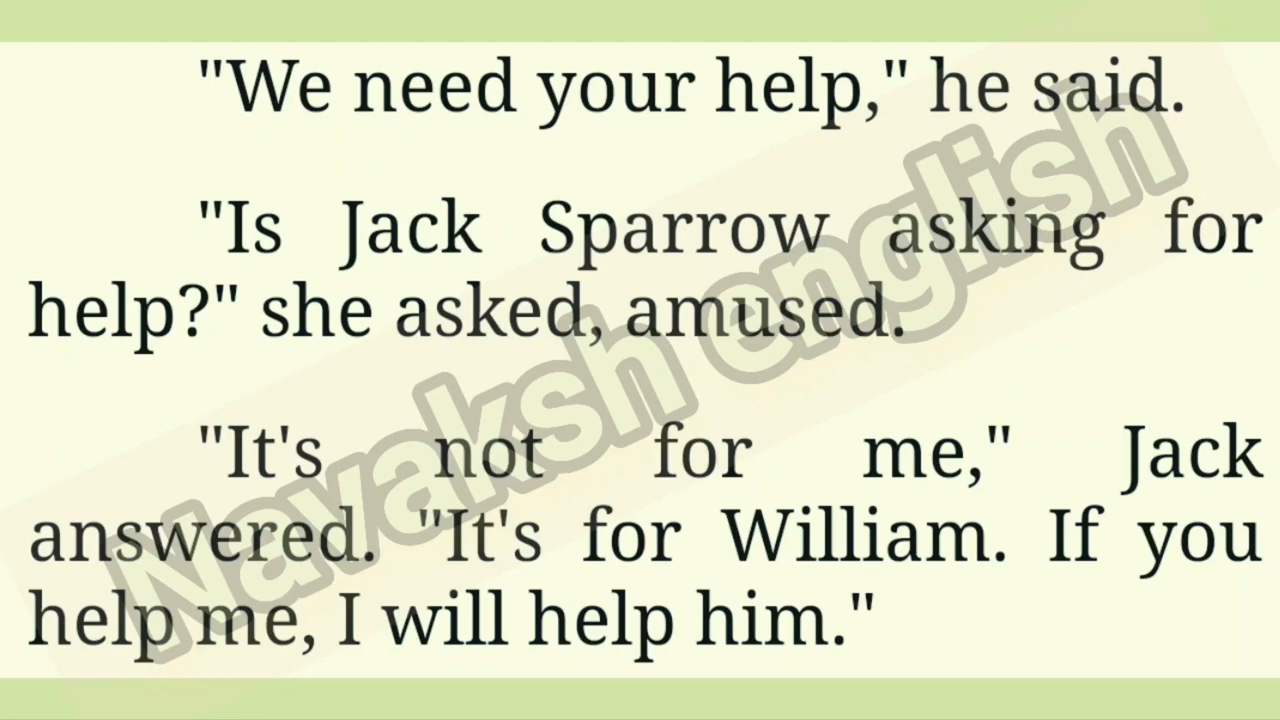 "We need your help," he said.
"Is Jack Sparrow asking for
help?" she asked, amused.
"It's not for me," Jack
answered. "It's for William. If you
help me, I will help him."
Navaksh english